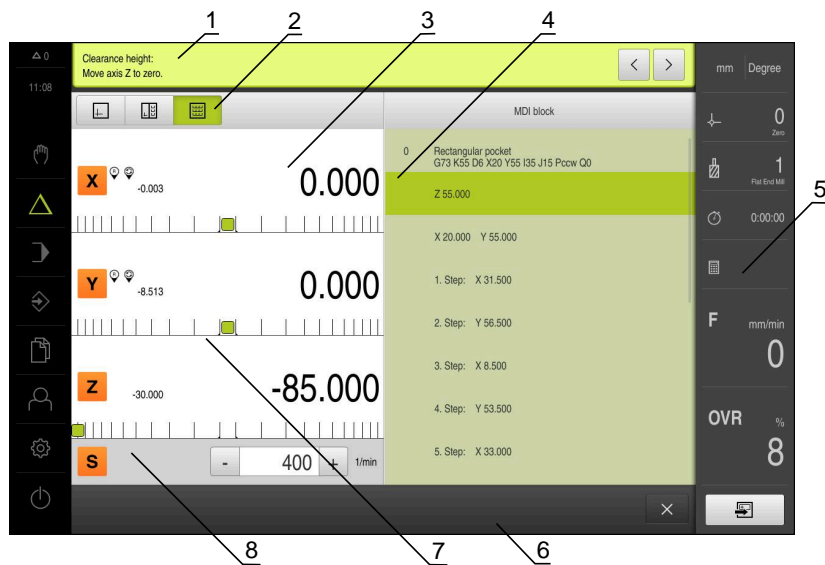 1
2
3
4
0
11:08
Clearance height:
Move axis Z to zero.
< >
mm Degree
MDI block
0
Zero
0 Rectangular pocket
G73 K55 D6 X20 Y55 I35 J15 Pccw Q0
X
R
-0.003
0.000
Z 55.000
1
Flat End Mill
5
0:00:00
X 20.000 Y 55.000
Y
R
-8.513
0.000
1. Step: X 31.500
2. Step: Y 56.500
F mm/min
0
3. Step: X 8.500
Z
-30.000
-85.000
4. Step: Y 53.500
OVR %
8
5. Step: X 33.000
S
- 400 + 1/min
8
7
6